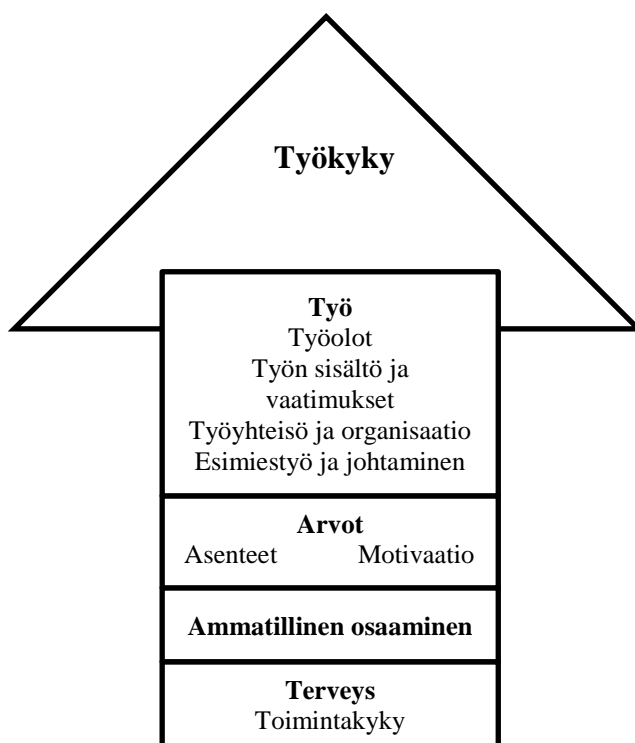 Työkyky
Työ
Työolot
Työn sisältö ja
vaatimukset
Työyhteisö ja organisaatio
Esimiestyö ja johtaminen
Arvot
Asenteet Motivaatio
Ammatillinen osaaminen
Terveys
Toimintakyky